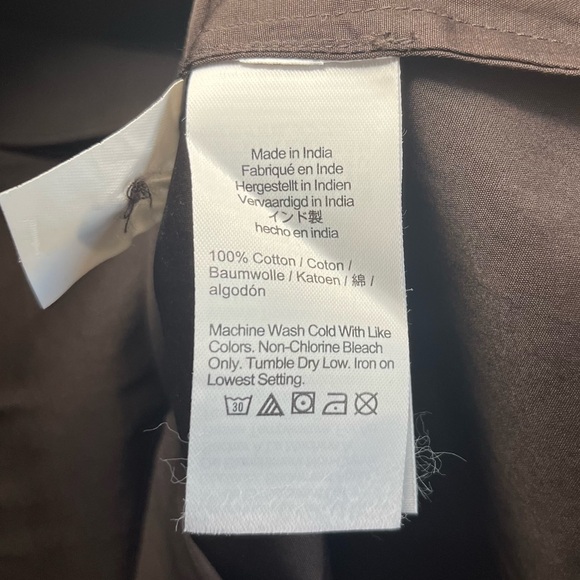 Made in India
Fabriqué en Inde
Hergestellt in Indien
Vervaardigd in India
インド製
hecho en india
100% Cotton / Coton /
Baumwolle / Katoen / 綿 /
algodón
Machine Wash Cold With Like
Colors. Non-Chlorine Bleach
Only. Tumble Dry Low. Iron on
Lowest Setting.
30